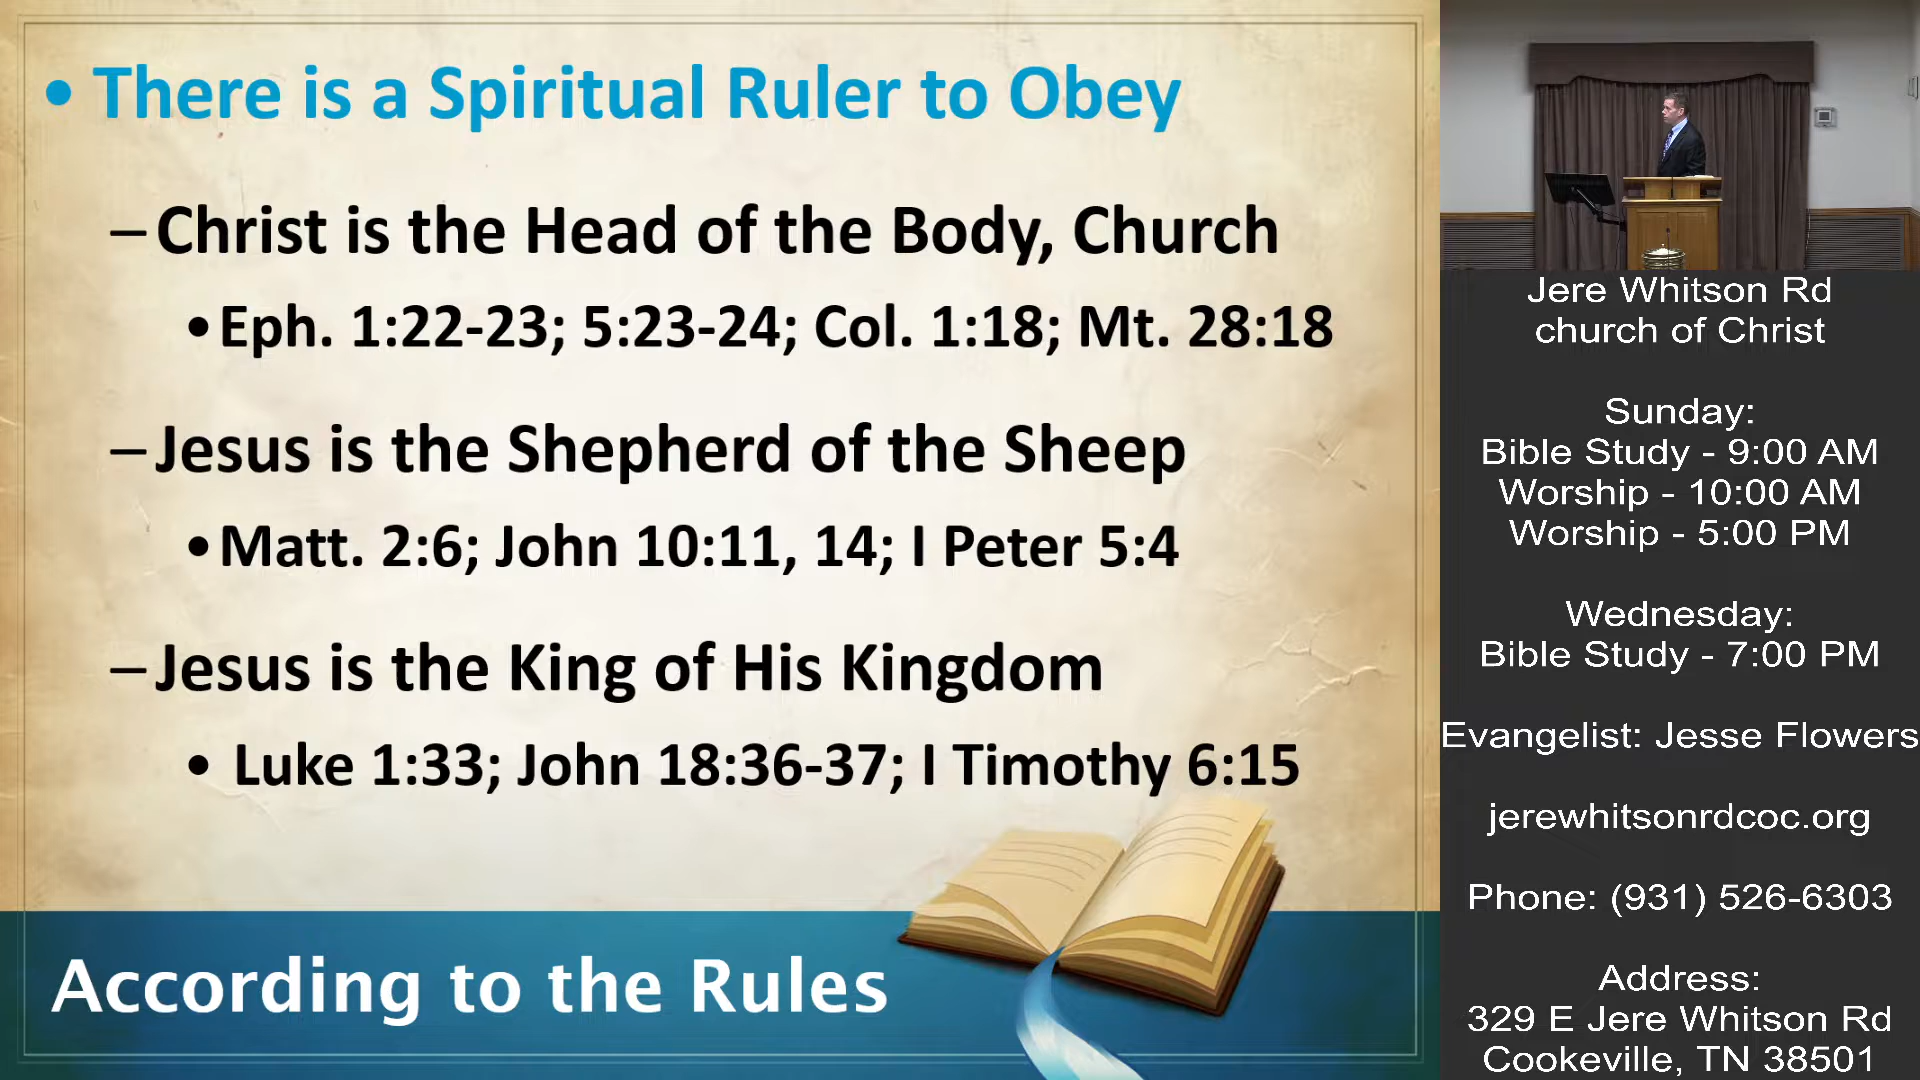 • There is a Spiritual Ruler to Obey
– Christ is the Head of the Body, Church
• Eph. 1:22-23; 5:23-24; Col. 1:18; Mt. 28:18
– Jesus is the Shepherd of the Sheep
• Matt. 2:6; John 10:11, 14; I Peter 5:4
– Jesus is the King of His Kingdom
• Luke 1:33; John 18:36-37; I Timothy 6:15
According to the Rules
Jere Whitson Rd
church of Christ
Sunday:
Bible Study - 9:00 AM
Worship - 10:00 AM
Worship - 5:00 PM
Wednesday:
Bible Study - 7:00 PM
Evangelist: Jesse Flowers
jerewhitsonrdcoc.org
Phone: (931) 526-6303
Address:
329 E Jere Whitson Rd
Cookeville, TN 38501